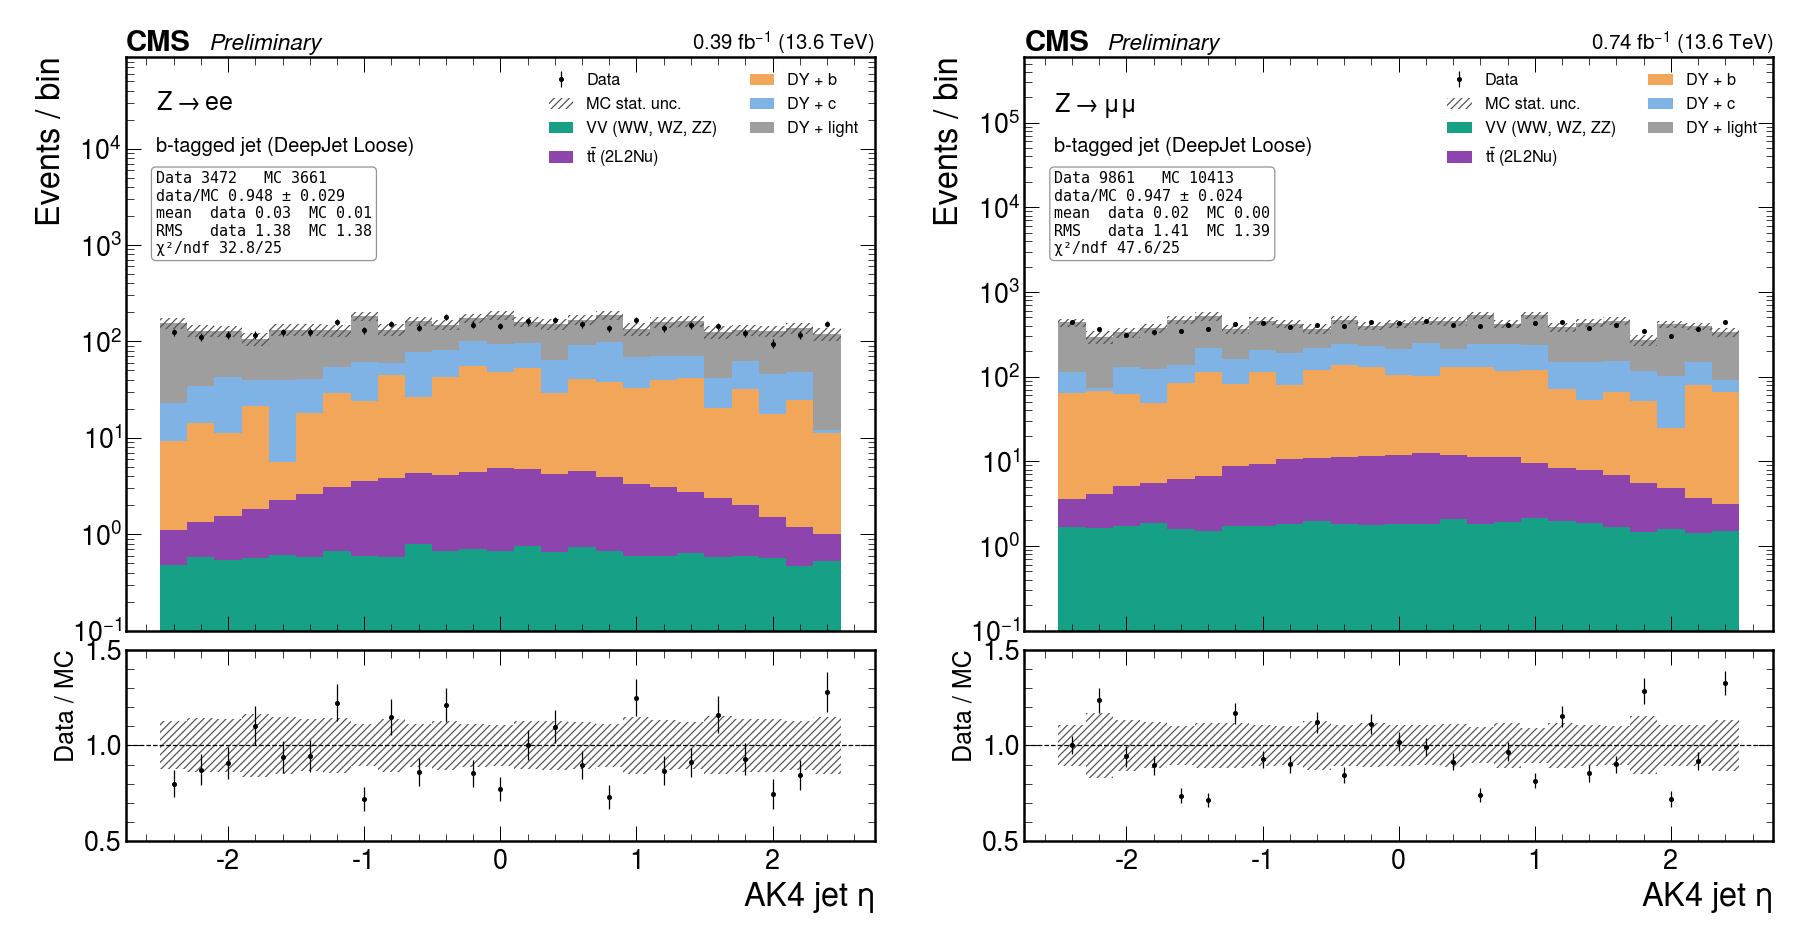 CMS Preliminary 0.39 fb⁻¹ (13.6 TeV)
Events / bin
Z → ee
b-tagged jet (DeepJet Loose)
Data 3472   MC 3661
data/MC 0.948 ± 0.029
mean  data 0.03  MC 0.01
RMS   data 1.38  MC 1.38
χ²/ndf 32.8/25
Data
MC stat. unc.
VV (WW, WZ, ZZ)
tt̄ (2L2Nu)
DY + b
DY + c
DY + light
10⁴
10³
10²
10¹
10⁰
10⁻¹
Data / MC
1.5
1.0
0.5
-2 -1 0 1 2
AK4 jet η
CMS Preliminary 0.74 fb⁻¹ (13.6 TeV)
Events / bin
Z → μμ
b-tagged jet (DeepJet Loose)
Data 9861   MC 10413
data/MC 0.947 ± 0.024
mean  data 0.02  MC 0.00
RMS   data 1.41  MC 1.39
χ²/ndf 47.6/25
Data
MC stat. unc.
VV (WW, WZ, ZZ)
tt̄ (2L2Nu)
DY + b
DY + c
DY + light
10⁵
10⁴
10³
10²
10¹
10⁰
10⁻¹
Data / MC
1.5
1.0
0.5
-2 -1 0 1 2
AK4 jet η